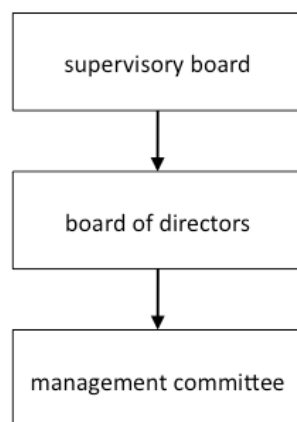 supervisory board
board of directors
management committee